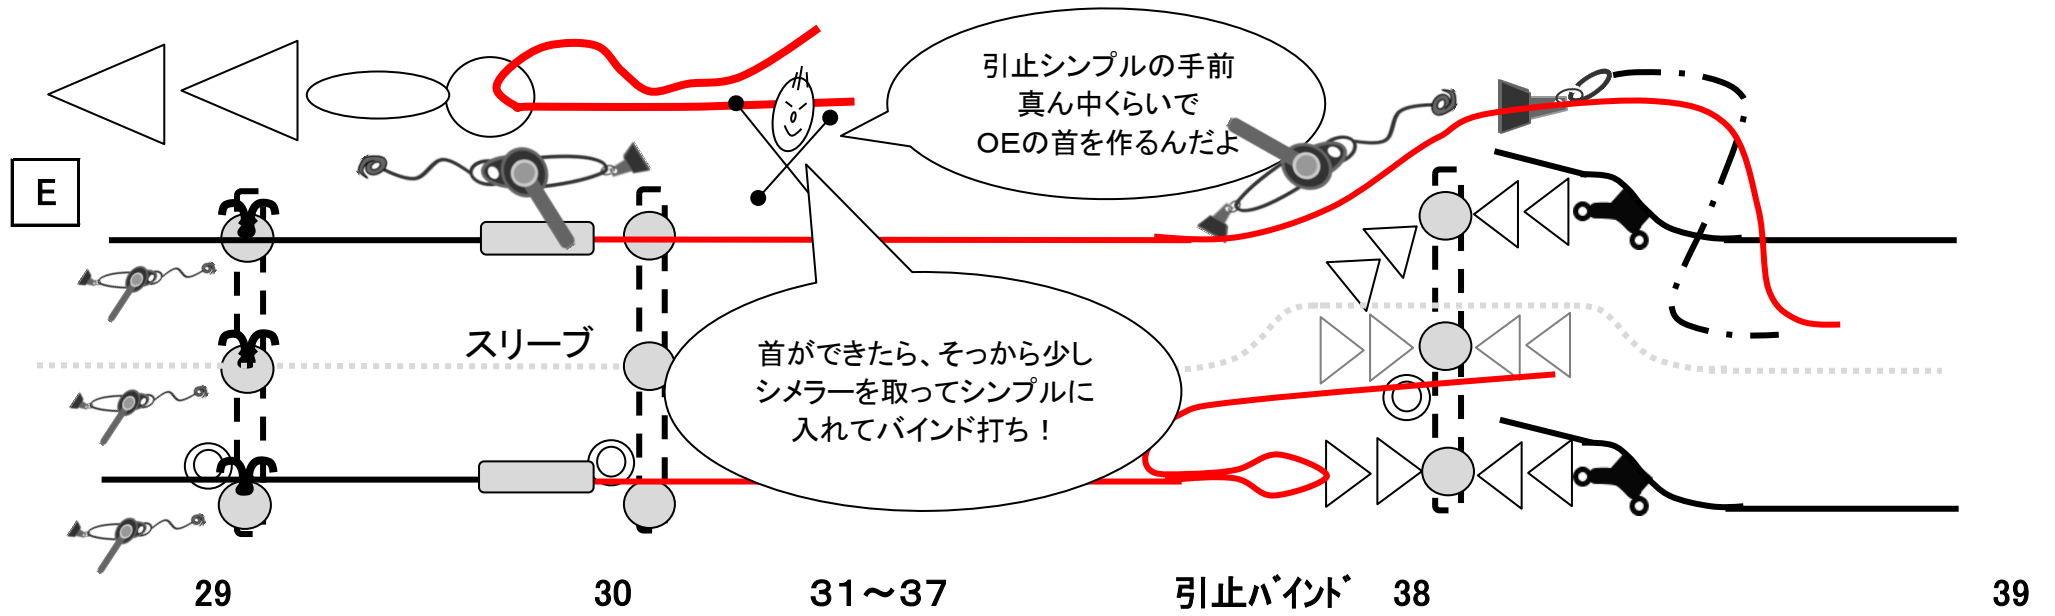 引止シンプルの手前
真ん中くらいで
OEの首を作るんだよ
E
スリーブ
首ができたら、そっから少し
シメラーを取ってシンプルに
入れてバインド打ち！
29
30
31～37
引止ﾊﾞｲﾝﾄﾞ
38
39